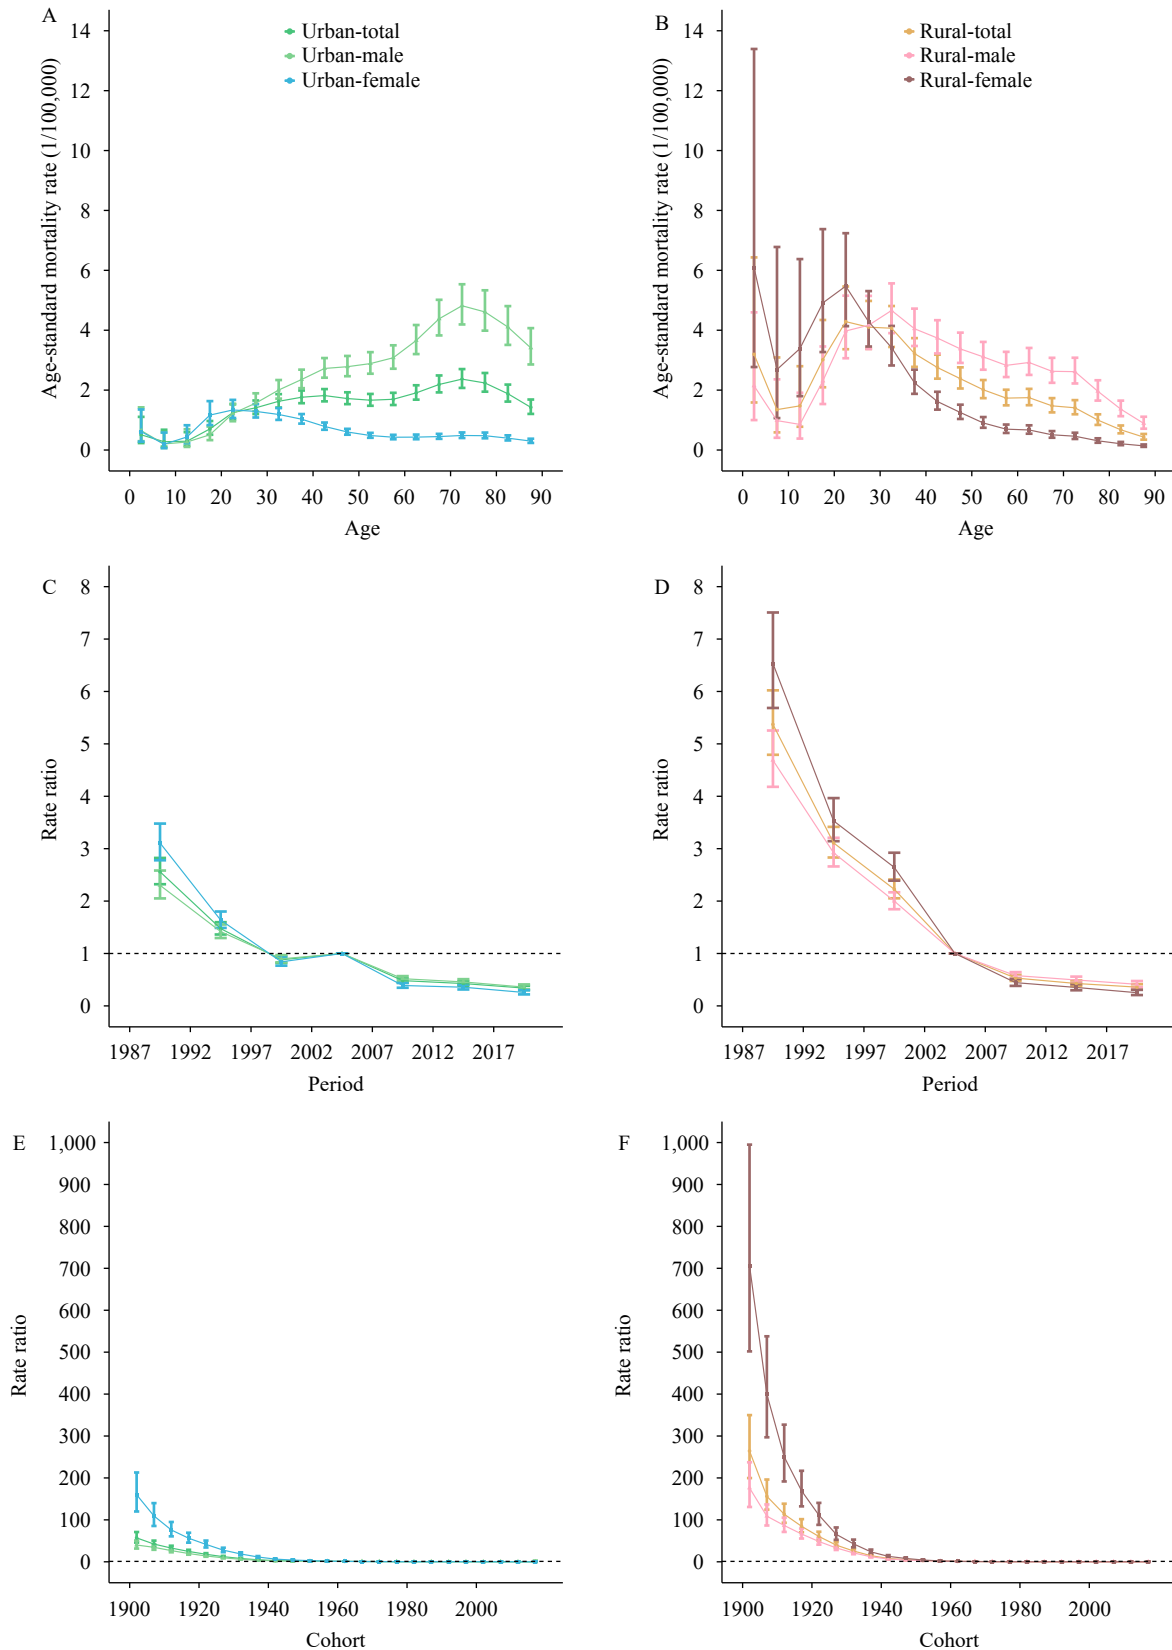 A
Age-standard mortality rate (1/100,000)
Urban-total
Urban-male
Urban-female
14
12
10
8
6
4
2
0
0 10 20 30 40 50 60 70 80 90
Age
B
Age-standard mortality rate (1/100,000)
Rural-total
Rural-male
Rural-female
14
12
10
8
6
4
2
0
0 10 20 30 40 50 60 70 80 90
Age
C
Rate ratio
8
7
6
5
4
3
2
1
0
1987 1992 1997 2002 2007 2012 2017
Period
D
Rate ratio
8
7
6
5
4
3
2
1
0
1987 1992 1997 2002 2007 2012 2017
Period
E
Rate ratio
1,000
900
800
700
600
500
400
300
200
100
0
1900 1920 1940 1960 1980 2000
Cohort
F
Rate ratio
1,000
900
800
700
600
500
400
300
200
100
0
1900 1920 1940 1960 1980 2000
Cohort